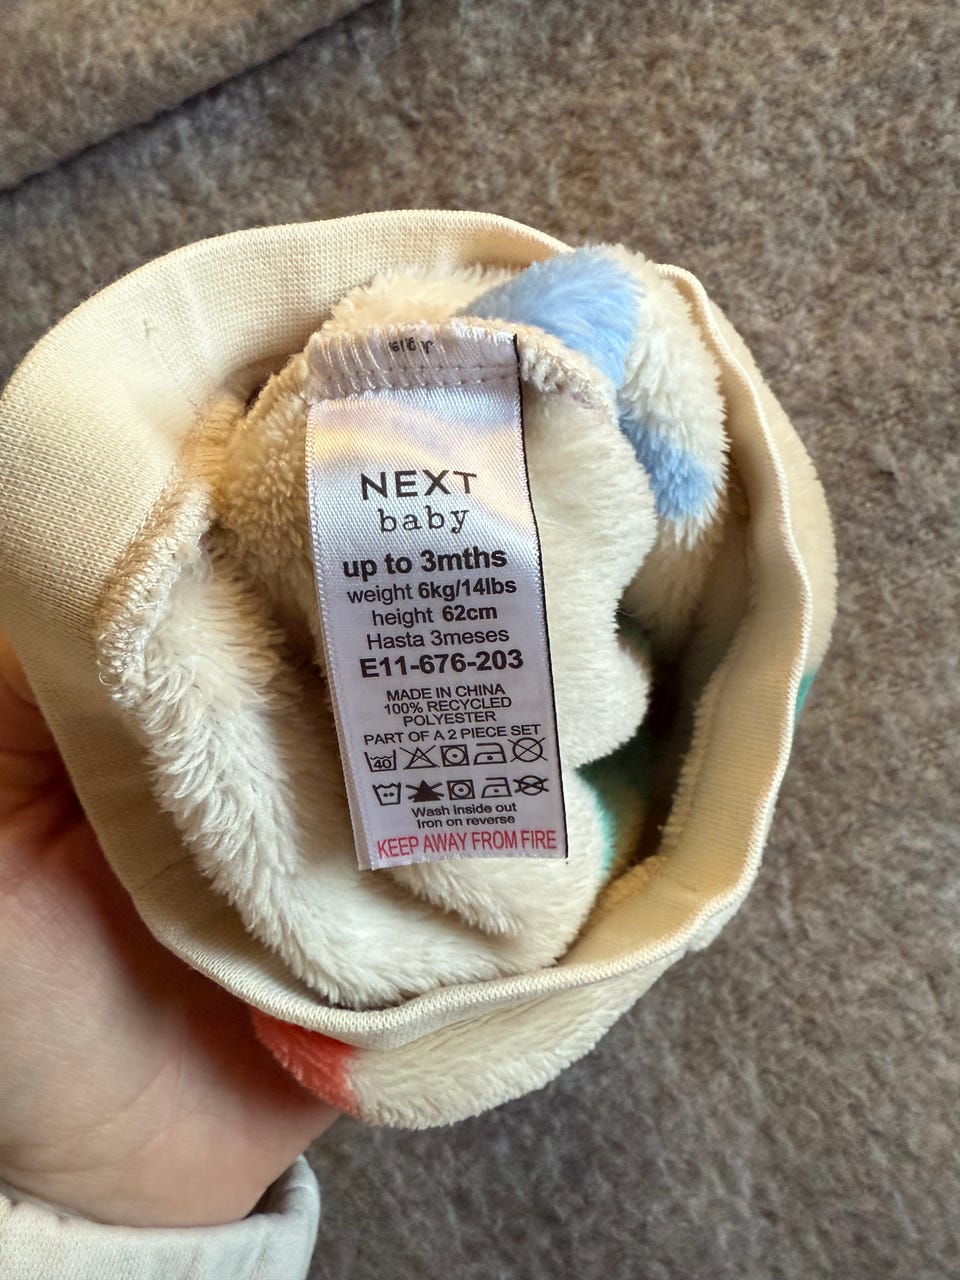 NEXT
baby
up to 3mths
weight 6kg/14lbs
height 62cm
Hasta 3meses
E11-676-203
MADE IN CHINA
100% RECYCLED
POLYESTER
PART OF A 2 PIECE SET
40
Wash inside out
Iron on reverse
KEEP AWAY FROM FIRE